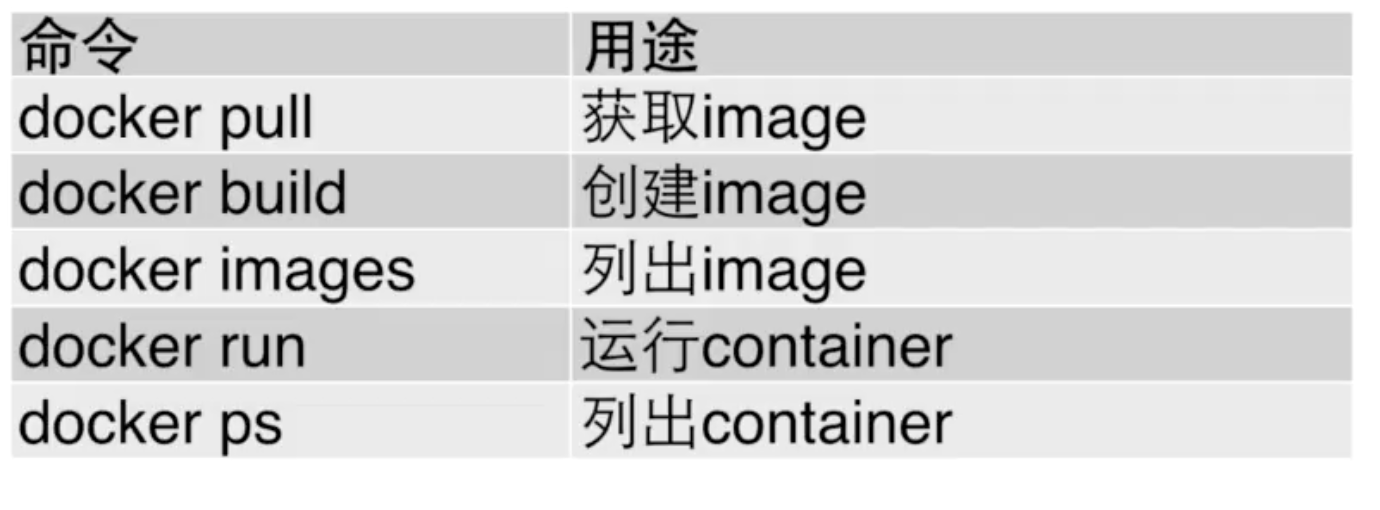 命令 用途
docker pull 获取image
docker build 创建image
docker images 列出image
docker run 运行container
docker ps 列出container